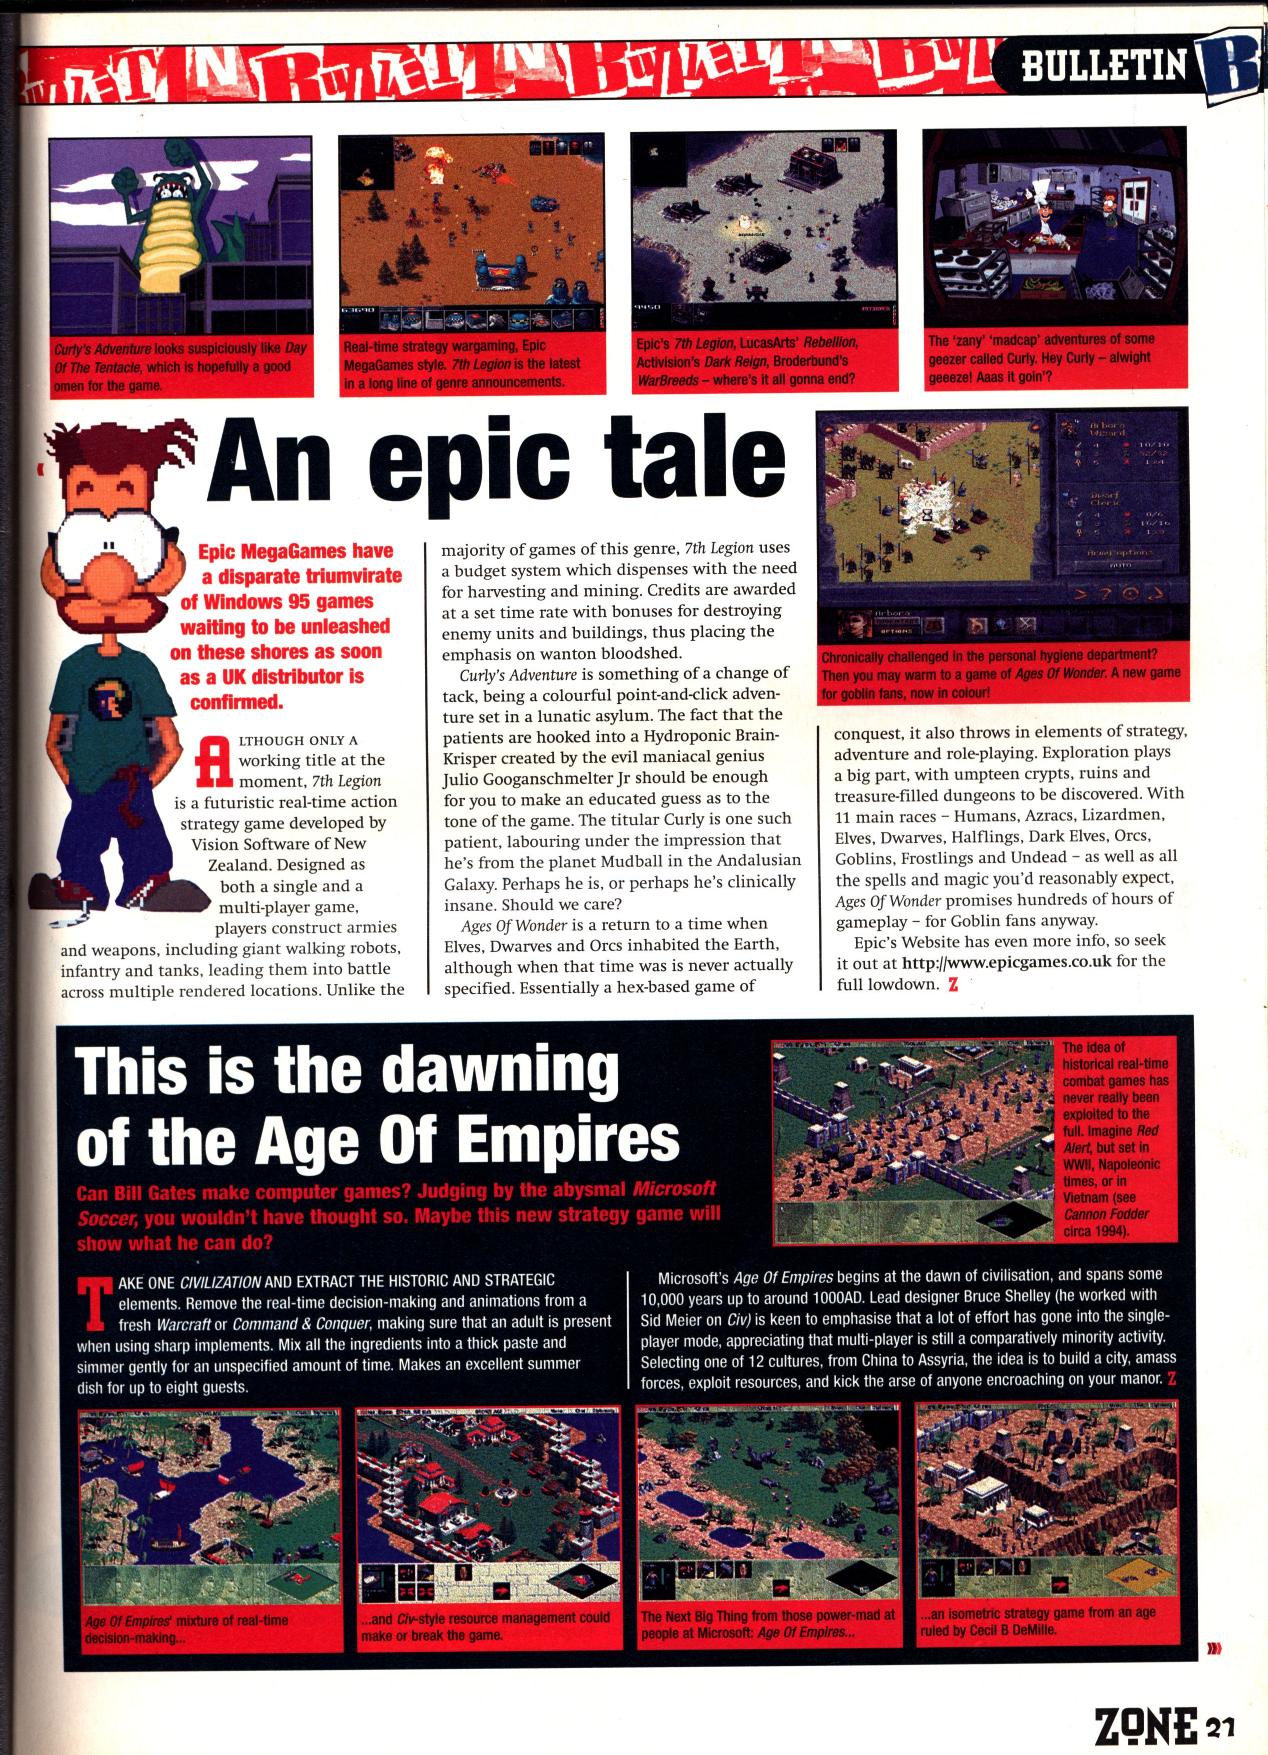 BULLETIN B
Curly's Adventure looks suspiciously like Day
Of The Tentacle, which is hopefully a good
omen for the game.
Real-time strategy wargaming, Epic
MegaGames style. 7th Legion is the latest
in a long line of genre announcements.
Epic's 7th Legion, LucasArts' Rebellion,
Activision's Dark Reign, Broderbund's
WarBreeds – where's it all gonna end?
The 'zany' 'madcap' adventures of some
geezer called Curly. Hey Curly – alwight
geeeze! Aaas it goin'?
An epic tale
Epic MegaGames have
a disparate triumvirate
of Windows 95 games
waiting to be unleashed
on these shores as soon
as a UK distributor is
confirmed.
ALTHOUGH ONLY A
working title at the
moment, 7th Legion
is a futuristic real-time action
strategy game developed by
Vision Software of New
Zealand. Designed as
both a single and a
multi-player game,
players construct armies
and weapons, including giant walking robots,
infantry and tanks, leading them into battle
across multiple rendered locations. Unlike the
majority of games of this genre, 7th Legion uses
a budget system which dispenses with the need
for harvesting and mining. Credits are awarded
at a set time rate with bonuses for destroying
enemy units and buildings, thus placing the
emphasis on wanton bloodshed.
Curly's Adventure is something of a change of
tack, being a colourful point-and-click adven-
ture set in a lunatic asylum. The fact that the
patients are hooked into a Hydroponic Brain-
Krisper created by the evil maniacal genius
Julio Googanschmelter Jr should be enough
for you to make an educated guess as to the
tone of the game. The titular Curly is one such
patient, labouring under the impression that
he's from the planet Mudball in the Andalusian
Galaxy. Perhaps he is, or perhaps he's clinically
insane. Should we care?
Ages Of Wonder is a return to a time when
Elves, Dwarves and Orcs inhabited the Earth,
although when that time was is never actually
specified. Essentially a hex-based game of
Chronically challenged in the personal hygiene department?
Then you may warm to a game of Ages Of Wonder. A new game
for goblin fans, now in colour!
conquest, it also throws in elements of strategy,
adventure and role-playing. Exploration plays
a big part, with umpteen crypts, ruins and
treasure-filled dungeons to be discovered. With
11 main races – Humans, Azracs, Lizardmen,
Elves, Dwarves, Halflings, Dark Elves, Orcs,
Goblins, Frostlings and Undead – as well as all
the spells and magic you'd reasonably expect,
Ages Of Wonder promises hundreds of hours of
gameplay – for Goblin fans anyway.
Epic's Website has even more info, so seek
it out at http://www.epicgames.co.uk for the
full lowdown. Z
This is the dawning
of the Age Of Empires
Can Bill Gates make computer games? Judging by the abysmal Microsoft
Soccer, you wouldn't have thought so. Maybe this new strategy game will
show what he can do?
The idea of
historical real-time
combat games has
never really been
exploited to the
full. Imagine Red
Alert, but set in
WWII, Napoleonic
times, or in
Vietnam (see
Cannon Fodder
circa 1994).
TAKE ONE CIVILIZATION AND EXTRACT THE HISTORIC AND STRATEGIC
elements. Remove the real-time decision-making and animations from a
fresh Warcraft or Command & Conquer, making sure that an adult is present
when using sharp implements. Mix all the ingredients into a thick paste and
simmer gently for an unspecified amount of time. Makes an excellent summer
dish for up to eight guests.
Microsoft's Age Of Empires begins at the dawn of civilisation, and spans some
10,000 years up to around 1000AD. Lead designer Bruce Shelley (he worked with
Sid Meier on Civ) is keen to emphasise that a lot of effort has gone into the single-
player mode, appreciating that multi-player is still a comparatively minority activity.
Selecting one of 12 cultures, from China to Assyria, the idea is to build a city, amass
forces, exploit resources, and kick the arse of anyone encroaching on your manor. Z
Age Of Empires' mixture of real-time
decision-making...
...and Civ-style resource management could
make or break the game.
The Next Big Thing from those power-mad at
people at Microsoft: Age Of Empires...
...an isometric strategy game from an age
ruled by Cecil B DeMille.
ZONE 21